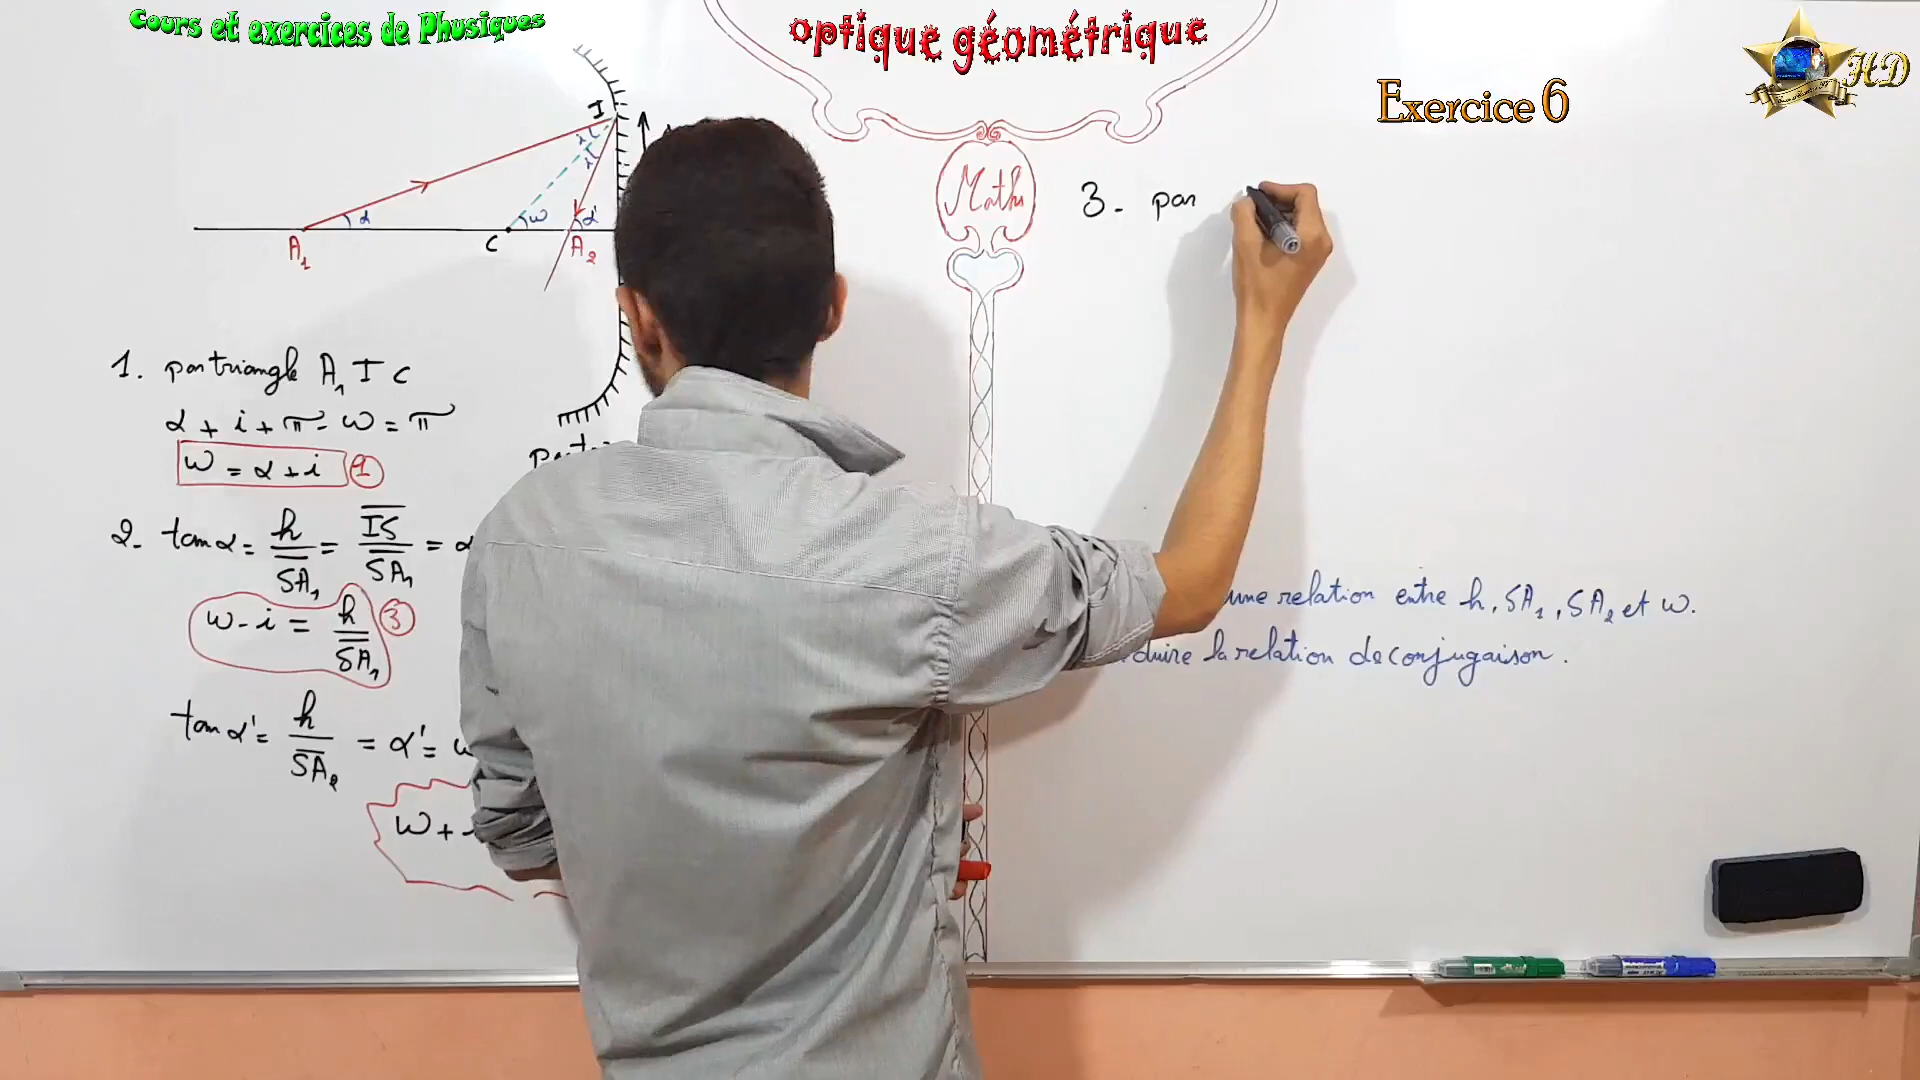 Cours et exercices de Physiques
optique géométrique
Exercice 6
HD
I
i
i
α
ω
α'
A₁
C
A₂
Maths
1. par triangle A₁ I C
α + i + π - ω = π
ω = α + i ①
2. tan α = h/SA₁ = IS/SA₁ = α
ω - i = h/SA₁ ③
tan α' = h/SA₂ = α' = ω
ω +
3. par
une relation entre h, SA₁, SA₂ et ω.
duire la relation de conjugaison.